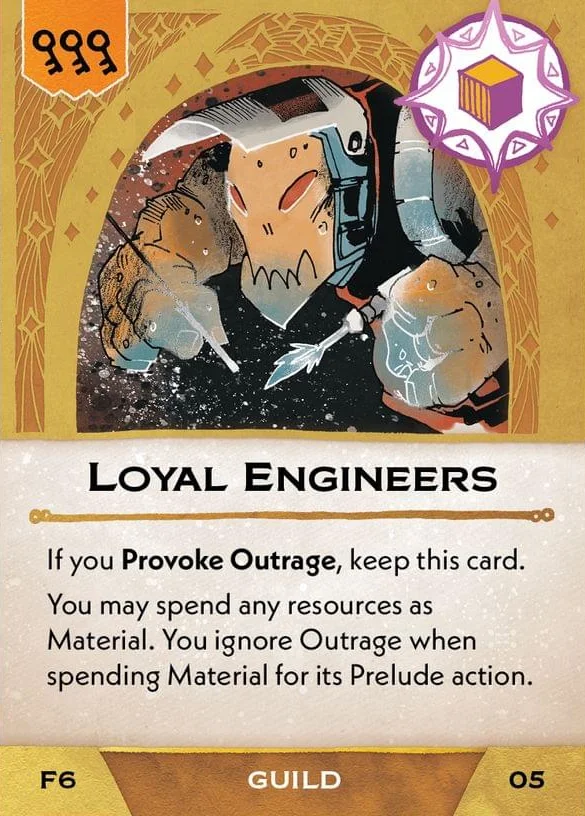 LOYAL ENGINEERS
If you Provoke Outrage, keep this card.
You may spend any resources as
Material. You ignore Outrage when
spending Material for its Prelude action.
F6
GUILD
05